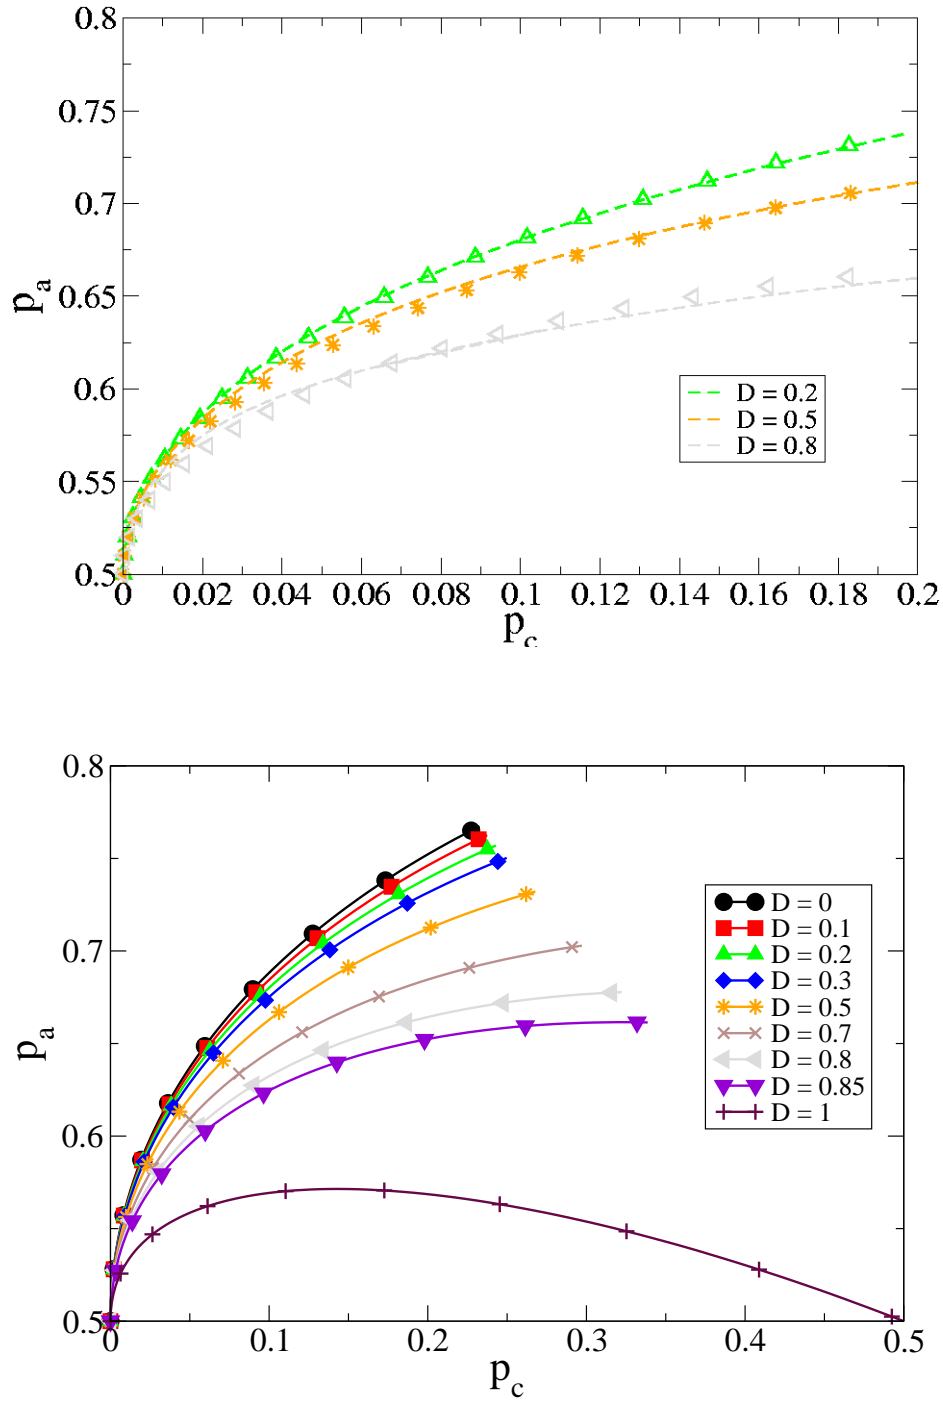 0.8
0.75
0.7
0.65
0.6
0.55
0.5
p_a
D = 0.2
D = 0.5
D = 0.8
0 0.02 0.04 0.06 0.08 0.1 0.12 0.14 0.16 0.18 0.2
p_c
0.8
0.7
0.6
0.5
p_a
D = 0
D = 0.1
D = 0.2
D = 0.3
D = 0.5
D = 0.7
D = 0.8
D = 0.85
D = 1
0 0.1 0.2 0.3 0.4 0.5
p_c